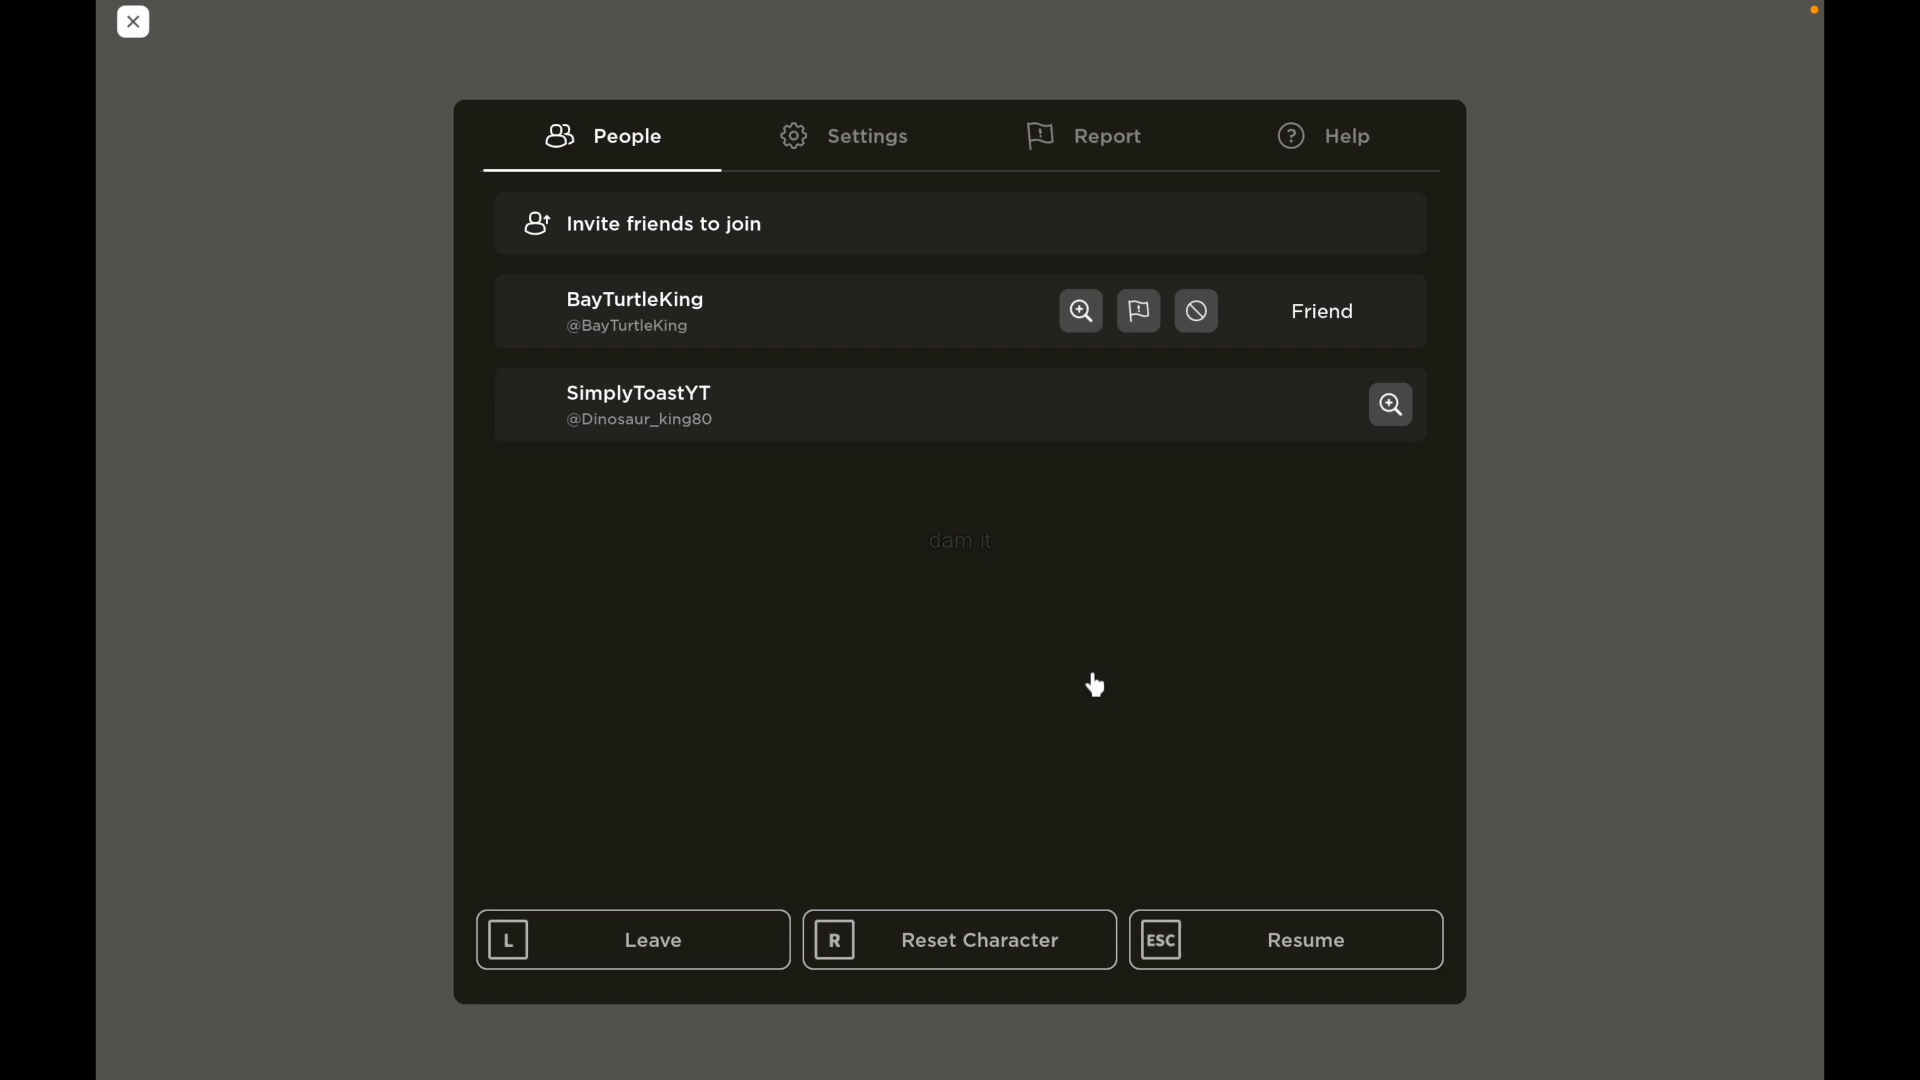 People
Settings
Report
Help
Invite friends to join
BayTurtleKing
@BayTurtleKing
Friend
SimplyToastYT
@Dinosaur_king80
dam it
L Leave
R Reset Character
ESC Resume